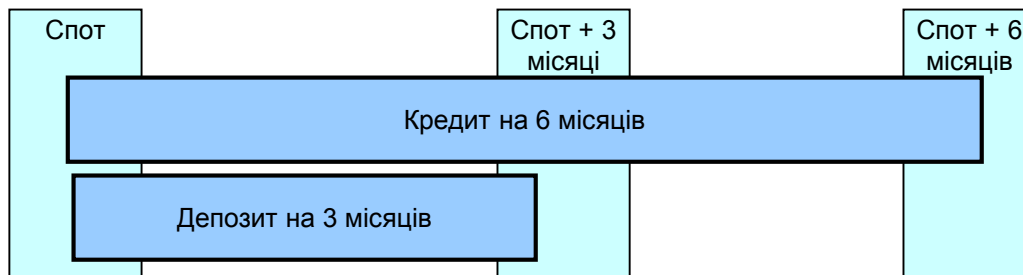 Спот
Спот + 3
місяці
Спот + 6
місяців
Кредит на 6 місяців
Депозит на 3 місяців